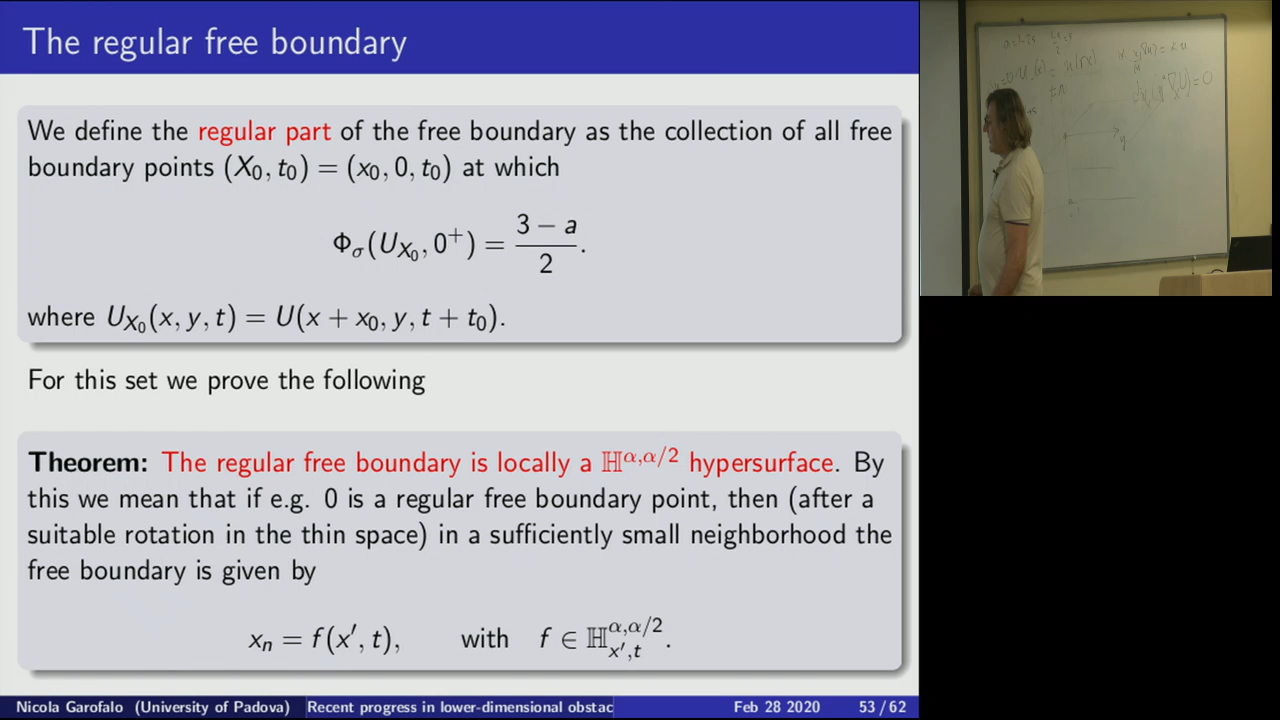 The regular free boundary
We define the regular part of the free boundary as the collection of all free
boundary points (X₀, t₀) = (x₀, 0, t₀) at which
Φσ(U_{X₀}, 0⁺) = (3 − a)/2.
where U_{X₀}(x, y, t) = U(x + x₀, y, t + t₀).
For this set we prove the following
Theorem: The regular free boundary is locally a ℍ^{α,α/2} hypersurface. By
this we mean that if e.g. 0 is a regular free boundary point, then (after a
suitable rotation in the thin space) in a sufficiently small neighborhood the
free boundary is given by
xₙ = f(x′, t), with f ∈ ℍ^{α,α/2}_{x′,t}.
Nicola Garofalo (University of Padova) Recent progress in lower-dimensional obstac Feb 28 2020 53 / 62